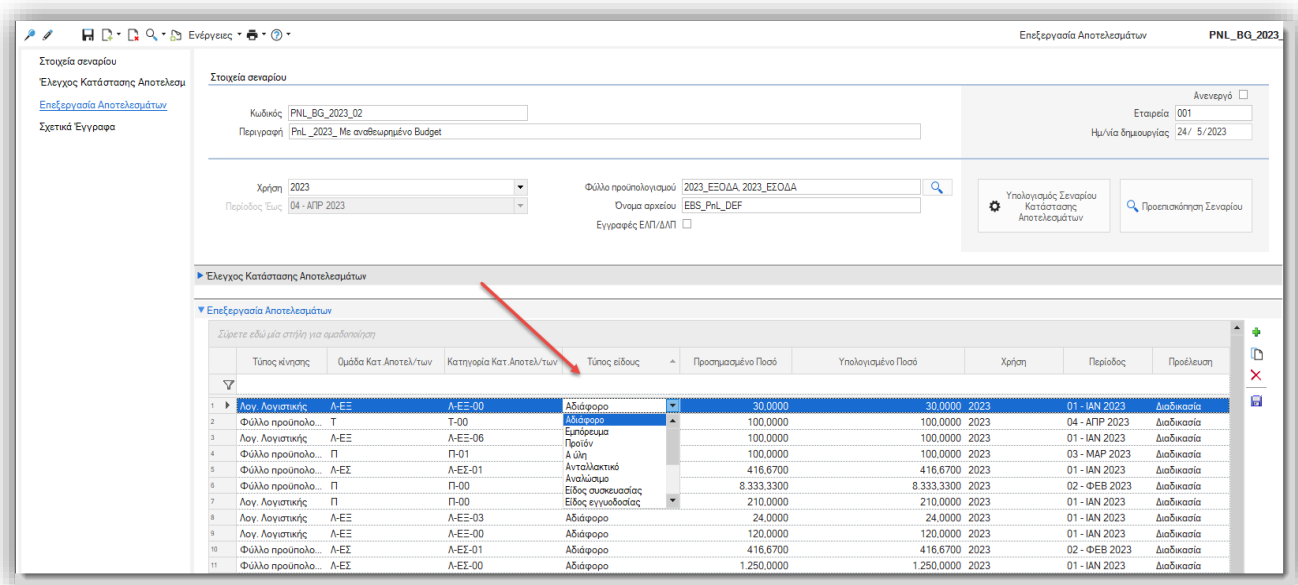 Ενέργειες
Επεξεργασία Αποτελεσμάτων
PNL_BG_2023_
Στοιχεία σεναρίου
Έλεγχος Κατάστασης Αποτελεσμ
Επεξεργασία Αποτελεσμάτων
Σχετικά Έγγραφα
Στοιχεία σεναρίου
Ανενεργό
Κωδικός PNL_BG_2023_02
Εταιρεία 001
Περιγραφή PnL _2023_ Με αναθεωρημένο Budget
Ημ/νία δημιουργίας 24/ 5/2023
Χρήση 2023
Φύλλο προϋπολογισμού 2023_ΕΞΟΔΑ, 2023_ΕΣΟΔΑ
Περίοδος Έως 04 - ΑΠΡ 2023
Όνομα αρχείου EBS_PnL_DEF
Εγγραφές ΕΛΠ/ΔΛΠ
Υπολογισμός Σεναρίου
Κατάστασης
Αποτελεσμάτων
Προεπισκόπηση Σεναρίου
Έλεγχος Κατάστασης Αποτελεσμάτων
Επεξεργασία Αποτελεσμάτων
Σύρετε εδώ μία στήλη για ομαδοποίηση
Τύπος κίνησης Ομάδα Κατ.Αποτελ/των Κατηγορία Κατ.Αποτελ/των Τύπος είδους Προσημασμένο Ποσό Υπολογισμένο Ποσό Χρήση Περίοδος Προέλευση
1 Λογ. Λογιστικής Λ-ΕΞ Λ-ΕΞ-00 Αδιάφορο 30,0000 30,0000 2023 01 - ΙΑΝ 2023 Διαδικασία
2 Φύλλο προϋπολο... Τ Τ-00 Αδιάφορο 100,0000 100,0000 2023 04 - ΑΠΡ 2023 Διαδικασία
Εμπόρευμα
3 Λογ. Λογιστικής Λ-ΕΞ Λ-ΕΞ-06 Προϊόν 100,0000 100,0000 2023 01 - ΙΑΝ 2023 Διαδικασία
4 Φύλλο προϋπολο... Π Π-01 Α ύλη 100,0000 100,0000 2023 03 - ΜΑΡ 2023 Διαδικασία
5 Φύλλο προϋπολο... Λ-ΕΣ Λ-ΕΣ-01 Ανταλλακτικό 416,6700 416,6700 2023 01 - ΙΑΝ 2023 Διαδικασία
Αναλώσιμο
6 Φύλλο προϋπολο... Π Π-00 Είδος συσκευασίας 8.333,3300 8.333,3300 2023 02 - ΦΕΒ 2023 Διαδικασία
7 Λογ. Λογιστικής Π Π-00 Είδος εγγυοδοσίας 210,0000 210,0000 2023 01 - ΙΑΝ 2023 Διαδικασία
8 Λογ. Λογιστικής Λ-ΕΞ Λ-ΕΞ-03 Αδιάφορο 24,0000 24,0000 2023 01 - ΙΑΝ 2023 Διαδικασία
9 Λογ. Λογιστικής Λ-ΕΞ Λ-ΕΞ-00 Αδιάφορο 120,0000 120,0000 2023 01 - ΙΑΝ 2023 Διαδικασία
10 Φύλλο προϋπολο... Λ-ΕΣ Λ-ΕΣ-01 Αδιάφορο 416,6700 416,6700 2023 02 - ΦΕΒ 2023 Διαδικασία
11 Φύλλο προϋπολο... Λ-ΕΣ Λ-ΕΣ-00 Αδιάφορο 1.250,0000 1.250,0000 2023 01 - ΙΑΝ 2023 Διαδικασία